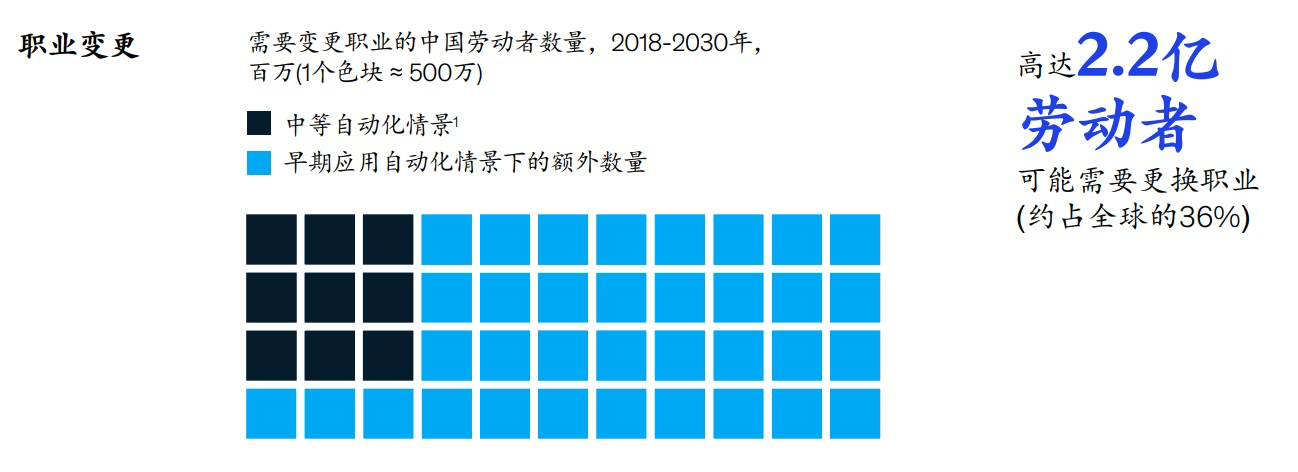 职业变更
需要变更职业的中国劳动者数量，2018-2030年，
百万(1个色块 ≈ 500万)
中等自动化情景1
早期应用自动化情景下的额外数量
高达2.2亿
劳动者
可能需要更换职业
(约占全球的36%)